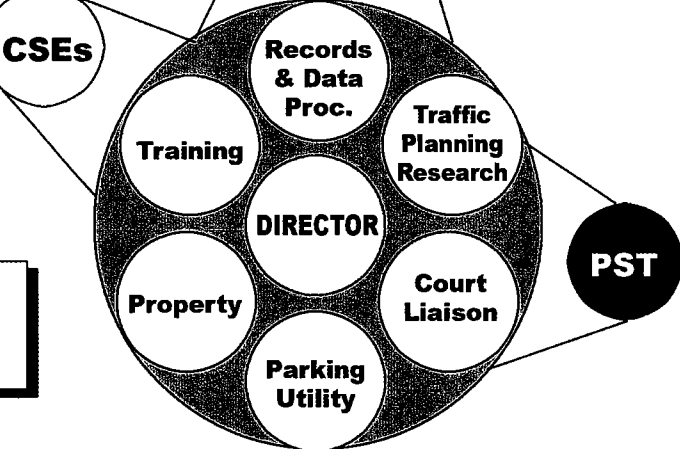 CSEs
Records
& Data
Proc.
Training
Traffic
Planning
Research
DIRECTOR
PST
Property
Court
Liaison
Parking
Utility